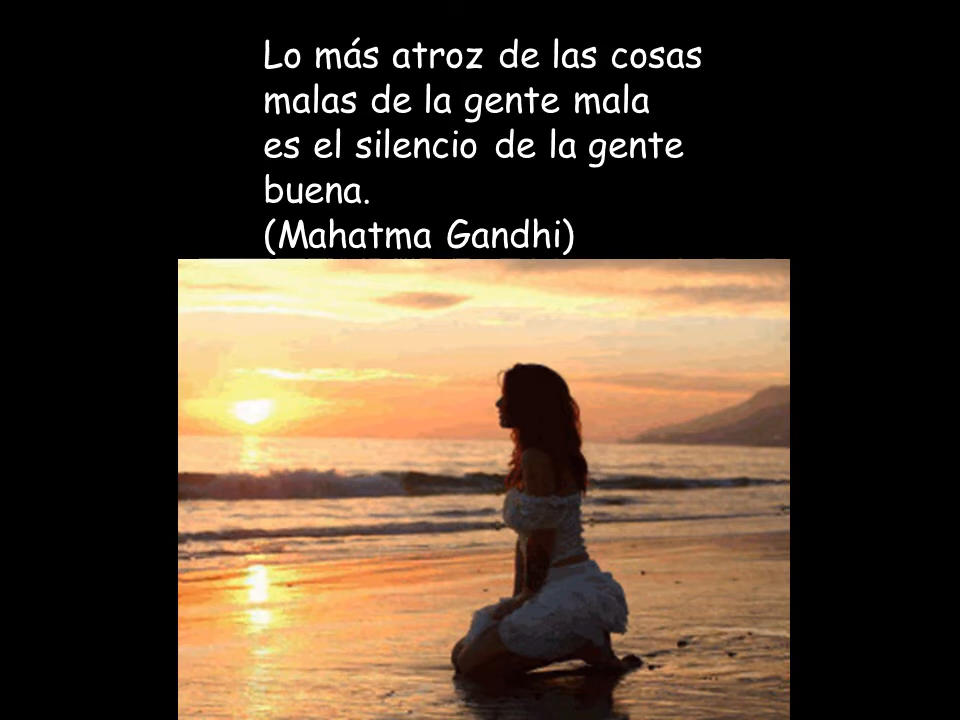 Lo más atroz de las cosas
malas de la gente mala
es el silencio de la gente
buena.
(Mahatma Gandhi)